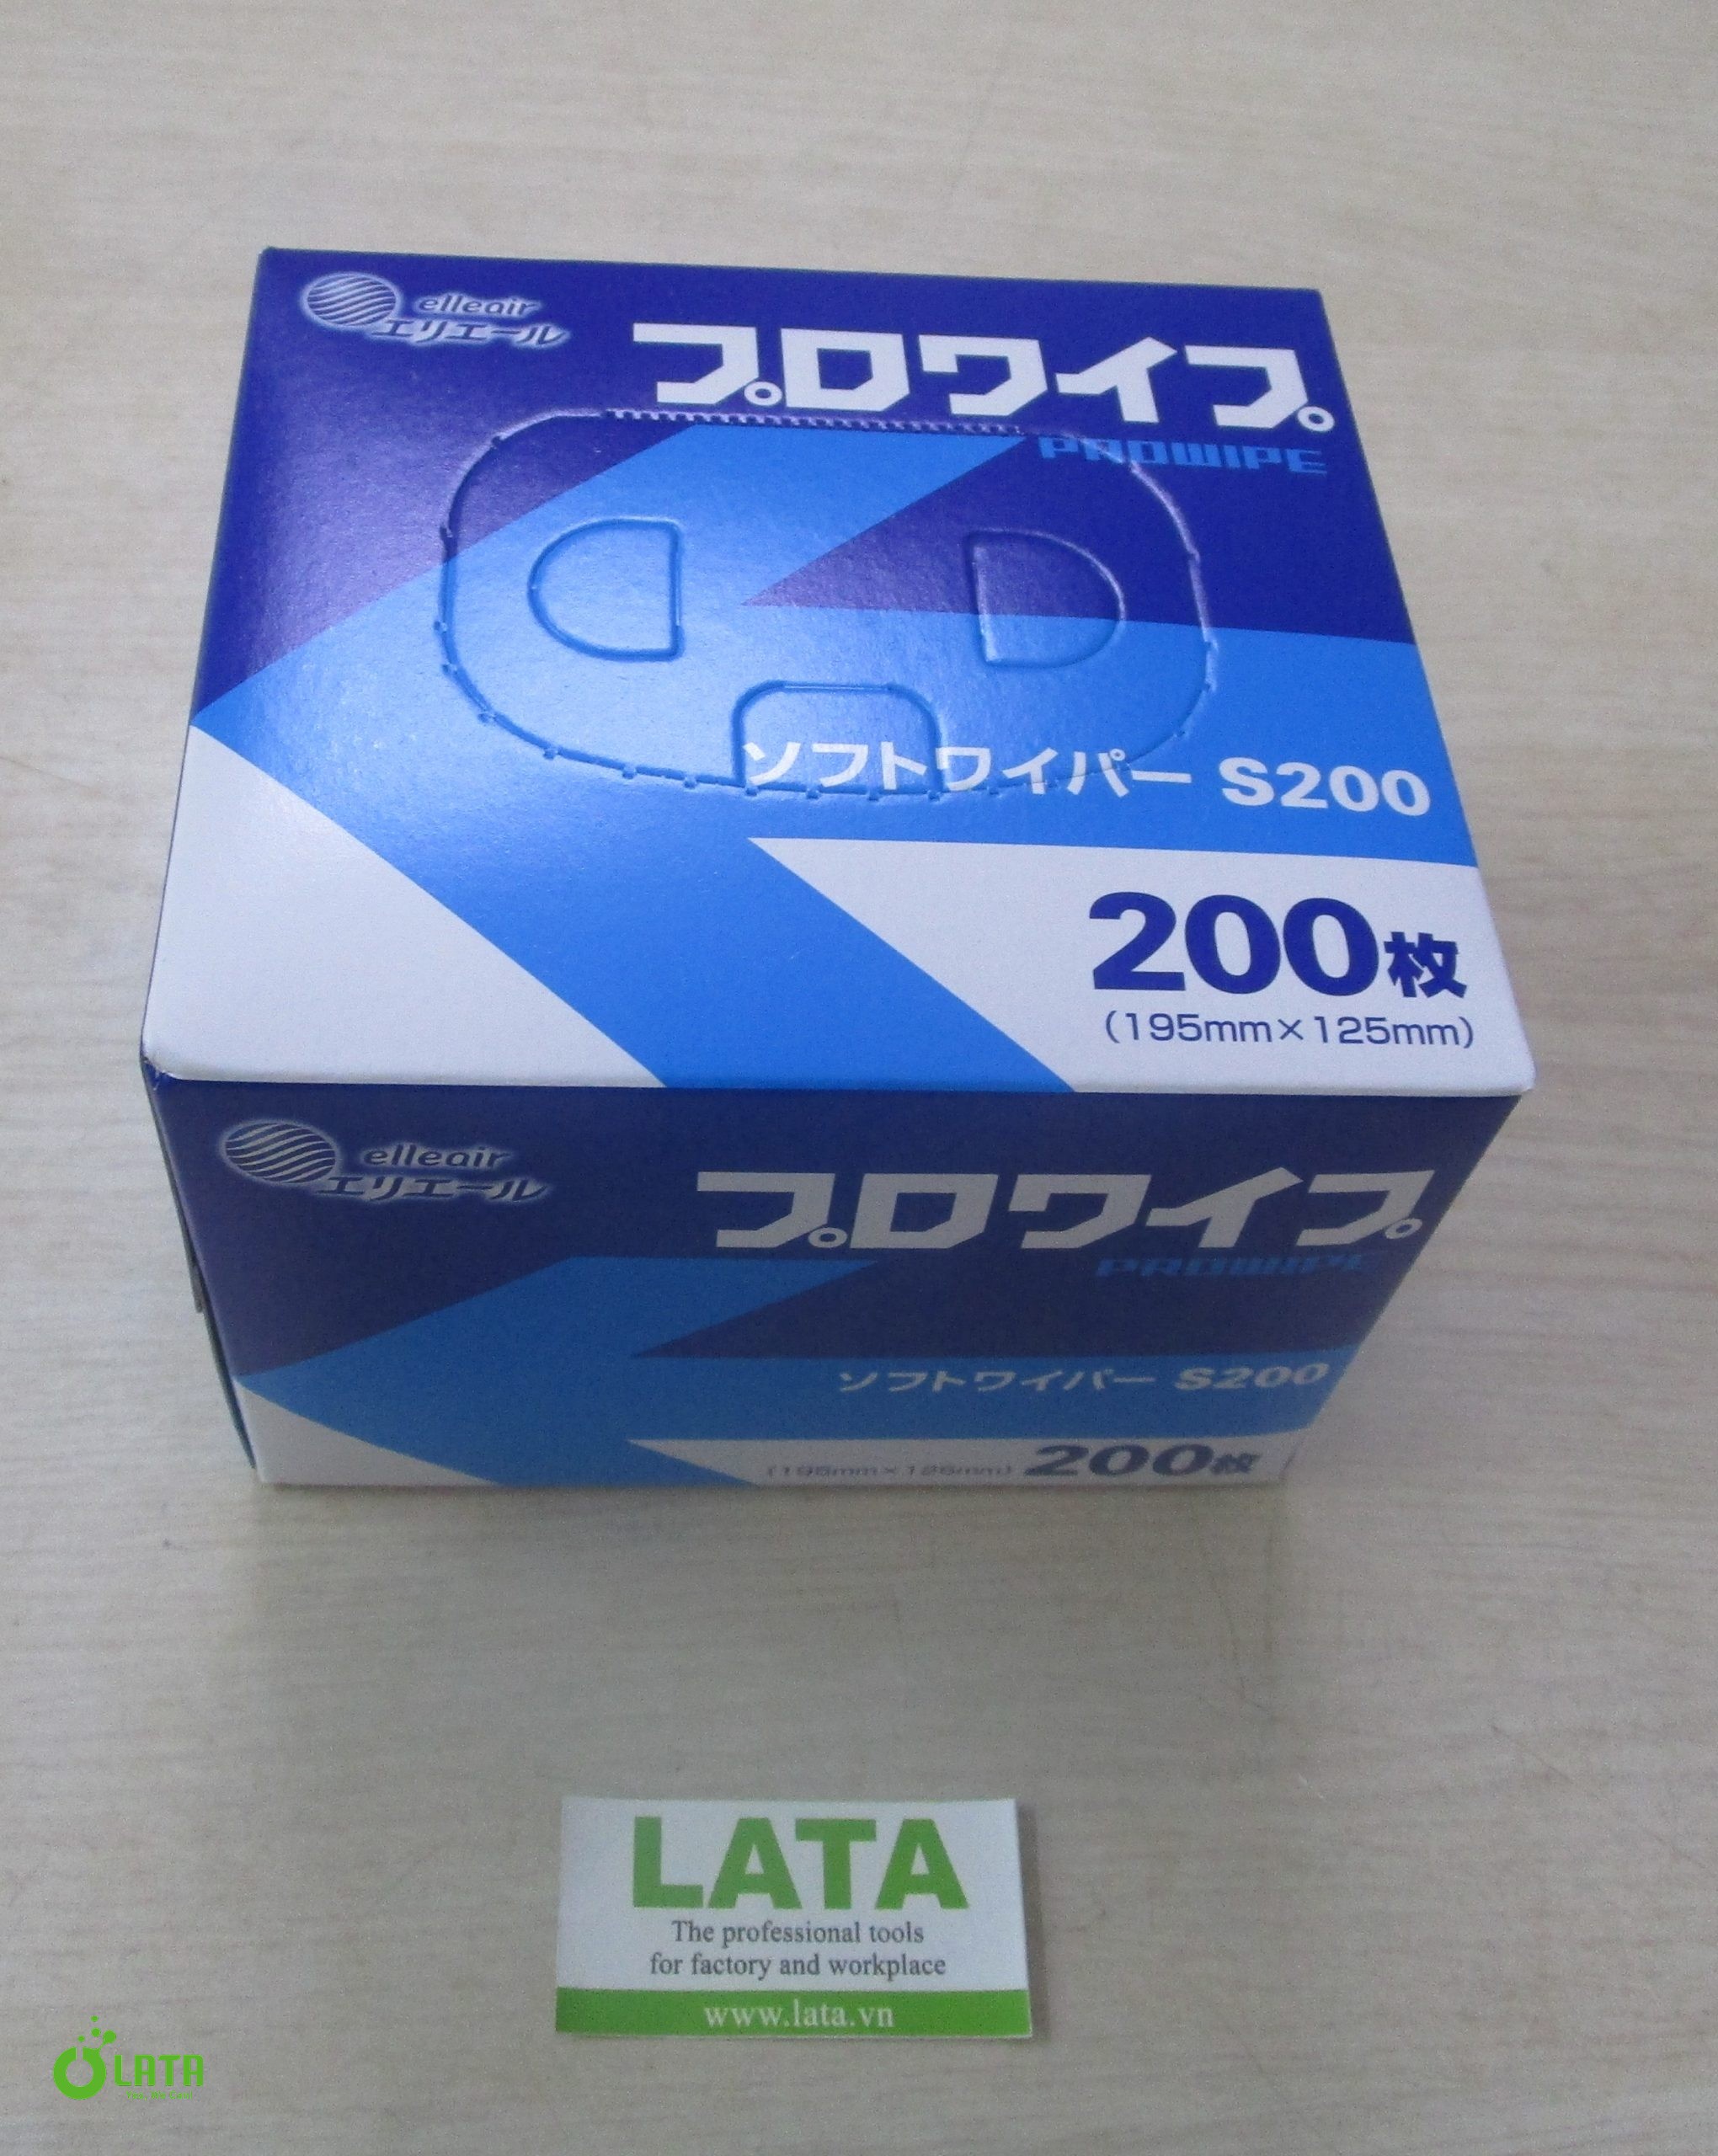 elleair
エリエール
プロワイプ
PROWIPE
ソフトワイパー S200
200枚
(195mm×125mm)
elleair
エリエール
プロワイプ
PROWIPE
ソフトワイパー S200
(195mm×125mm) 200枚
LATA
The professional tools
for factory and workplace
www.lata.vn
LATA